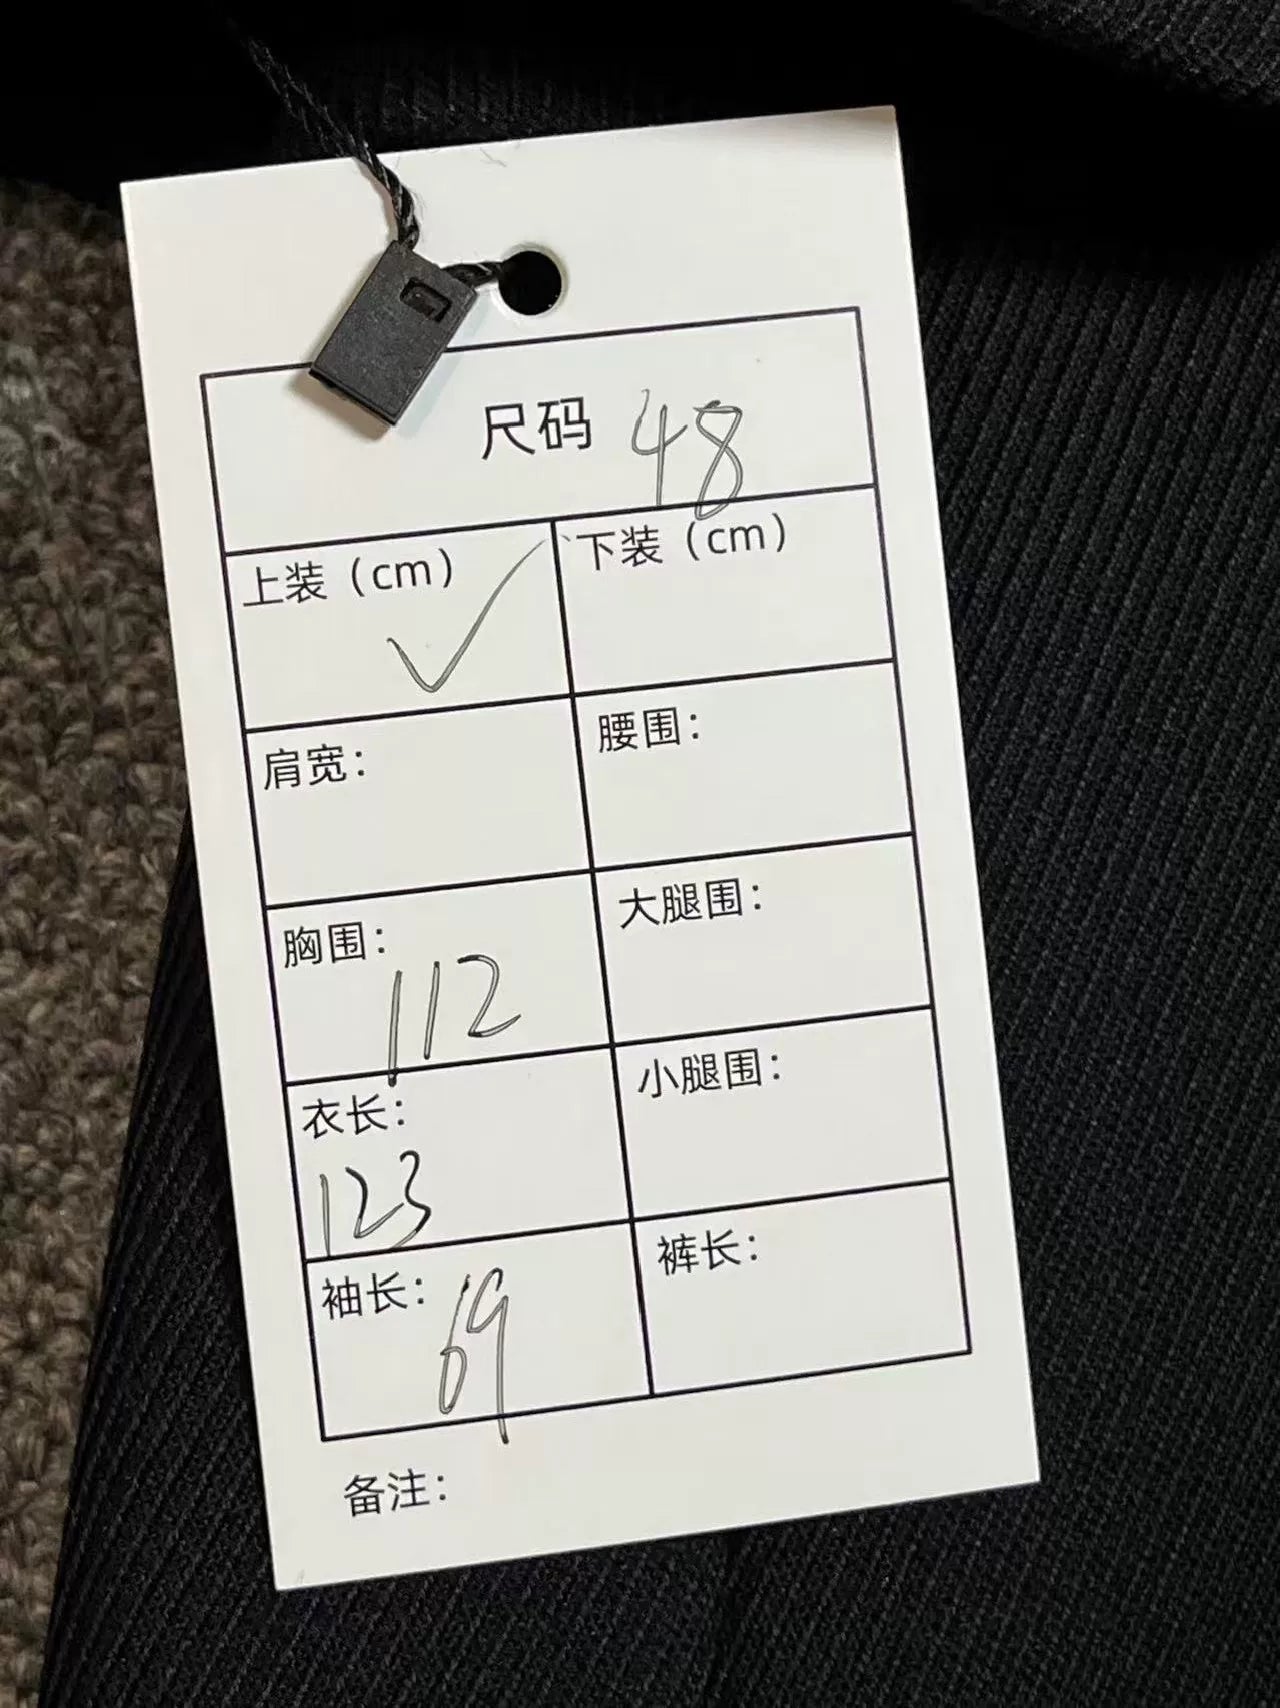 尺码 48
上装（cm） 下装（cm）
肩宽： 腰围：
胸围：112 大腿围：
衣长：123 小腿围：
袖长：69 裤长：
备注：